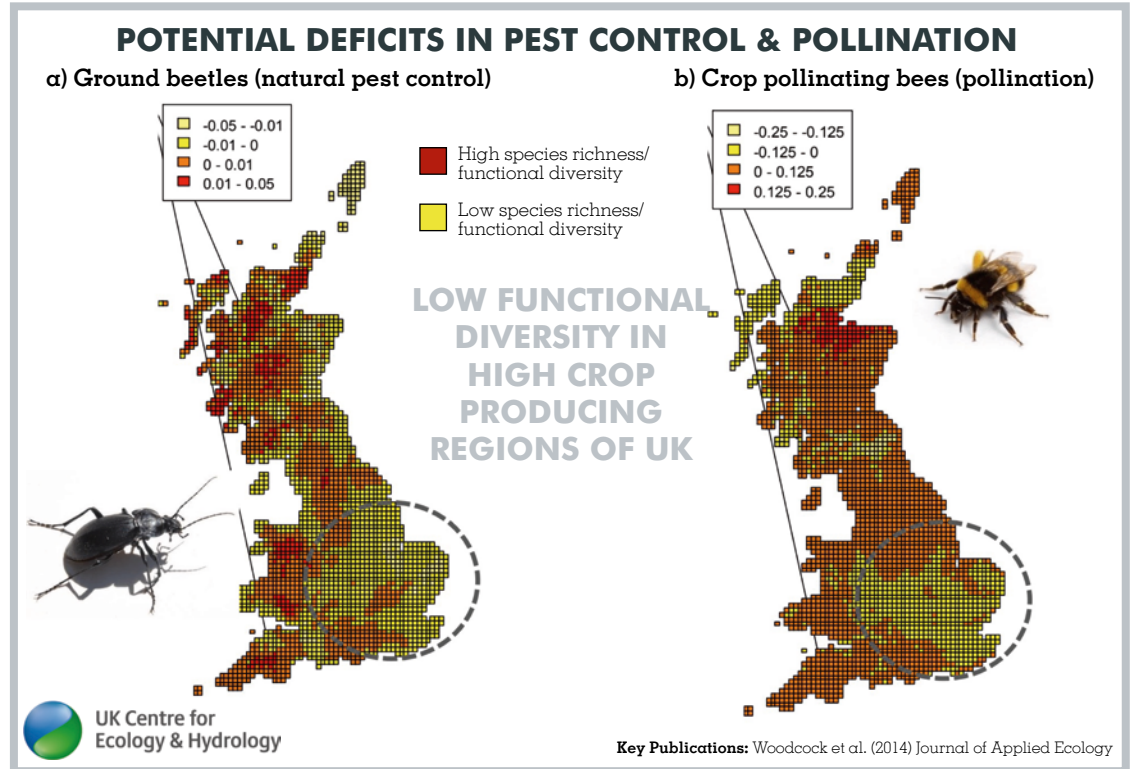 POTENTIAL DEFICITS IN PEST CONTROL & POLLINATION
a) Ground beetles (natural pest control)
-0.05 - -0.01
-0.01 - 0
0 - 0.01
0.01 - 0.05
High species richness/
functional diversity
Low species richness/
functional diversity
b) Crop pollinating bees (pollination)
-0.25 - -0.125
-0.125 - 0
0 - 0.125
0.125 - 0.25
LOW FUNCTIONAL
DIVERSITY IN
HIGH CROP
PRODUCING
REGIONS OF UK
UK Centre for
Ecology & Hydrology
Key Publications: Woodcock et al. (2014) Journal of Applied Ecology